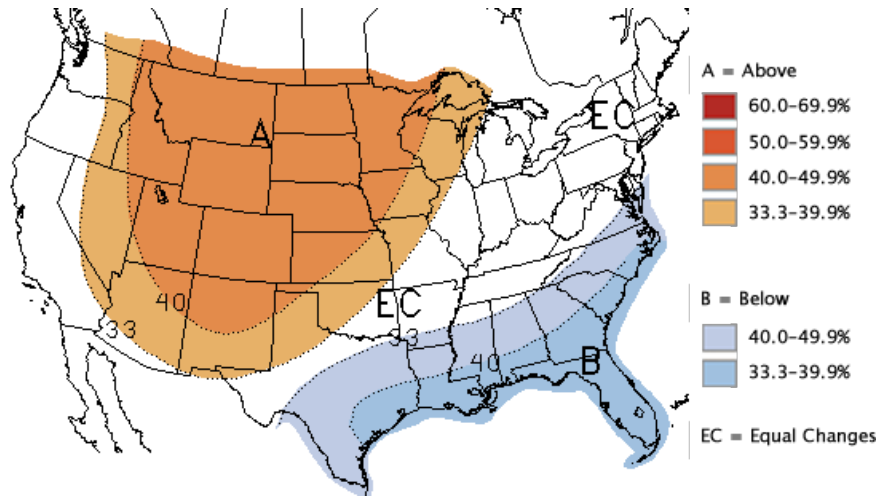 A
EC
40
33
EC
33
40
B
A = Above
60.0-69.9%
50.0-59.9%
40.0-49.9%
33.3-39.9%
B = Below
40.0-49.9%
33.3-39.9%
EC = Equal Changes